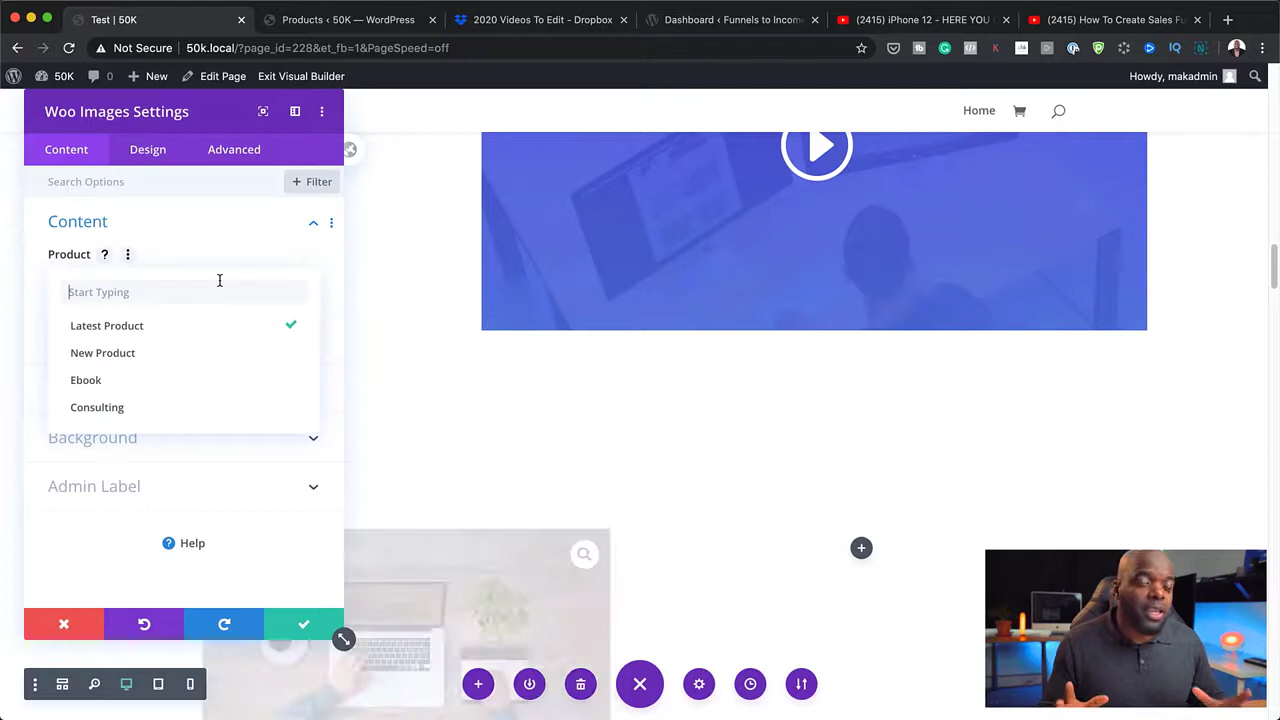 Test | 50K
Products ‹ 50K — WordPress
2020 Videos To Edit - Dropbox
Dashboard ‹ Funnels to Income
(2415) iPhone 12 - HERE YOU
(2415) How To Create Sales Fu
Not Secure | 50k.local/?page_id=22&et_fb=1&PageSpeed=off
50K
0
New
Edit Page
Exit Visual Builder
Howdy, makadmin
Woo Images Settings
Home
Content
Design
Advanced
Search Options
+ Filter
Content
Product ?
Start Typing
Latest Product
New Product
Ebook
Consulting
Background
Admin Label
? Help